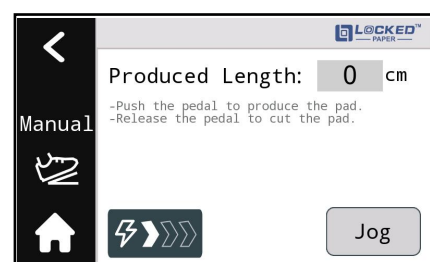 LOCKED™
PAPER
Produced Length: 0 cm
-Push the pedal to produce the pad.
-Release the pedal to cut the pad.
Manual
Jog